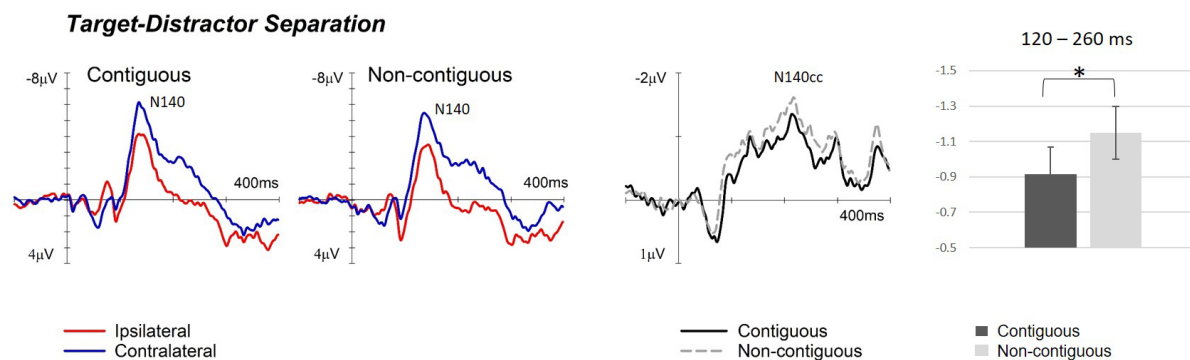 Target-Distractor Separation
-8μV
Contiguous
N140
400ms
4μV
-8μV
Non-contiguous
N140
400ms
4μV
Ipsilateral
Contralateral
-2μV
N140cc
400ms
1μV
Contiguous
Non-contiguous
120 – 260 ms
*
-1.5
-1.3
-1.1
-0.9
-0.7
-0.5
Contiguous
Non-contiguous